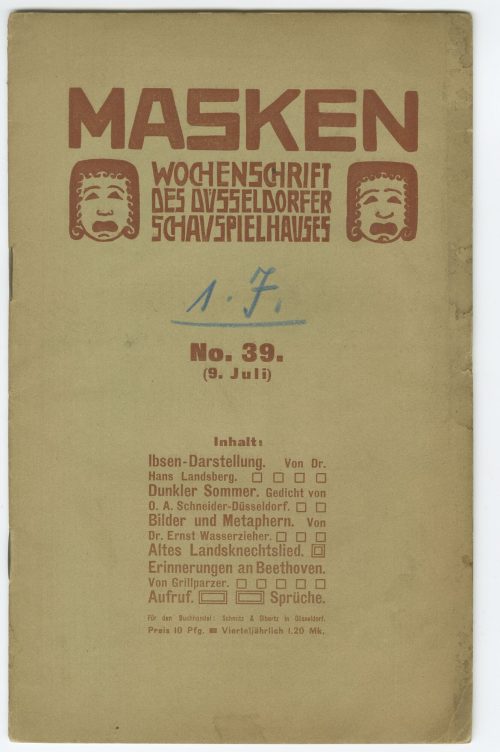 MASKEN
WOCHENSCHRIFT
DES DÜSSELDORFER
SCHAUSPIELHAUSES
1. 7.
No. 39.
(9. Juli)
Inhalt:
Ibsen-Darstellung. Von Dr.
Hans Landsberg.
Dunkler Sommer. Gedicht von
O. A. Schneider-Düsseldorf.
Bilder und Metaphern. Von
Dr. Ernst Wasserzieher.
Altes Landsknechtslied.
Erinnerungen an Beethoven.
Von Grillparzer.
Aufruf. Sprüche.
Für den Buchhandel: Schmitz & Olbertz in Düsseldorf.
Preis 10 Pfg. Vierteljährlich 1.20 Mk.